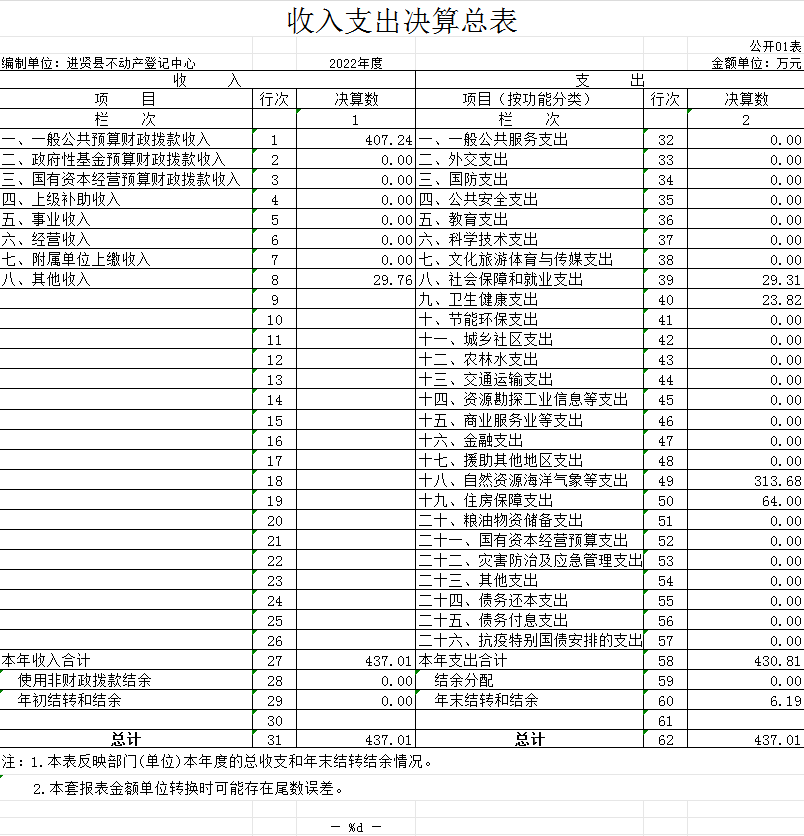 收入支出决算总表
公开01表
编制单位：进贤县不动产登记中心 2022年度 金额单位：万元
收 入 支 出
项 目 行次 决算数 项目（按功能分类） 行次 决算数
栏 次 1 栏 次 2
一、一般公共预算财政拨款收入 1 407.24 一、一般公共服务支出 32 0.00
二、政府性基金预算财政拨款收入 2 0.00 二、外交支出 33 0.00
三、国有资本经营预算财政拨款收入 3 0.00 三、国防支出 34 0.00
四、上级补助收入 4 0.00 四、公共安全支出 35 0.00
五、事业收入 5 0.00 五、教育支出 36 0.00
六、经营收入 6 0.00 六、科学技术支出 37 0.00
七、附属单位上缴收入 7 0.00 七、文化旅游体育与传媒支出 38 0.00
八、其他收入 8 29.76 八、社会保障和就业支出 39 29.31
9 九、卫生健康支出 40 23.82
10 十、节能环保支出 41 0.00
11 十一、城乡社区支出 42 0.00
12 十二、农林水支出 43 0.00
13 十三、交通运输支出 44 0.00
14 十四、资源勘探工业信息等支出 45 0.00
15 十五、商业服务业等支出 46 0.00
16 十六、金融支出 47 0.00
17 十七、援助其他地区支出 48 0.00
18 十八、自然资源海洋气象等支出 49 313.68
19 十九、住房保障支出 50 64.00
20 二十、粮油物资储备支出 51 0.00
21 二十一、国有资本经营预算支出 52 0.00
22 二十二、灾害防治及应急管理支出 53 0.00
23 二十三、其他支出 54 0.00
24 二十四、债务还本支出 55 0.00
25 二十五、债务付息支出 56 0.00
26 二十六、抗疫特别国债安排的支出 57 0.00
本年收入合计 27 437.01 本年支出合计 58 430.81
使用非财政拨款结余 28 0.00 结余分配 59 0.00
年初结转和结余 29 0.00 年末结转和结余 60 6.19
30 61
总计 31 437.01 总计 62 437.01
注：1.本表反映部门(单位)本年度的总收支和年末结转结余情况。
2.本套报表金额单位转换时可能存在尾数误差。
— %d —